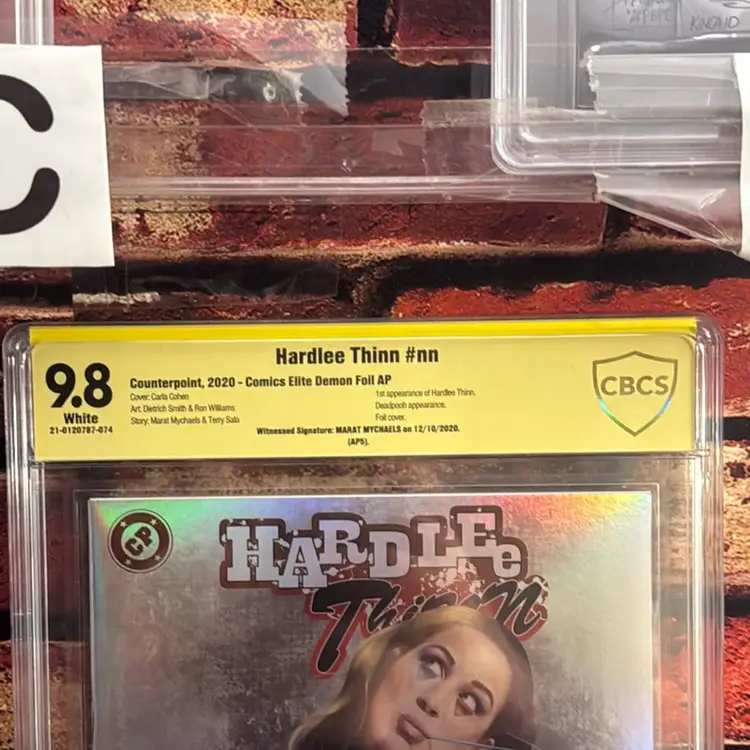 KINCAID
C
Hardlee Thinn #nn
9.8
White
21-0120787-074
Counterpoint, 2020 - Comics Elite Demon Foil AP
Cover: Carla Cohen
Art: Dietrich Smith & Ron Williams
Story: Marat Mychaels & Terry Sala
1st appearance of Hardlee Thinn.
Deadpooh appearance.
Foil cover.
Witnessed Signature: MARAT MYCHAELS on 12/10/2020.
(AP5).
CBCS
CP
HARDLEe
Thinn